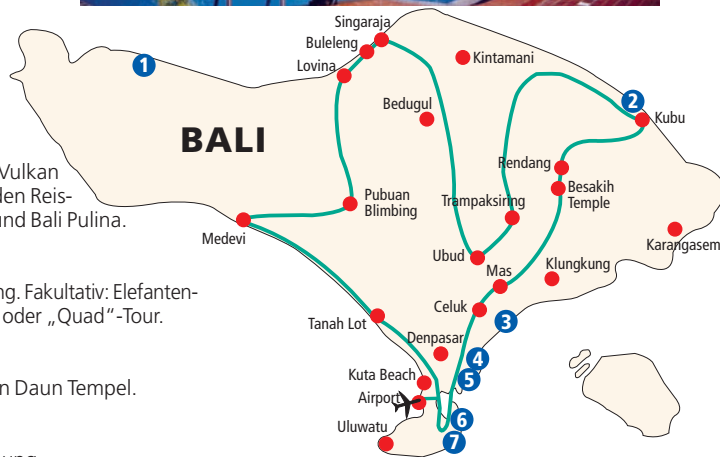 Singaraja
Buleleng
Lovina
Kintamani
1
2
Kubu
Bedugul
BALI
Vulkan
den Reis-
und Bali Pulina.
Rendang
Besakih
Temple
Pubuan
Blimbing
Trampaksiring
Medevi
Karangasem
Ubud
Mas
Klungkung
ng. Fakultativ: Elefanten-
oder „Quad“-Tour.
Celuk
3
Tanah Lot
Denpasar
4
Kuta Beach
5
n Daun Tempel.
Airport
6
Uluwatu
7